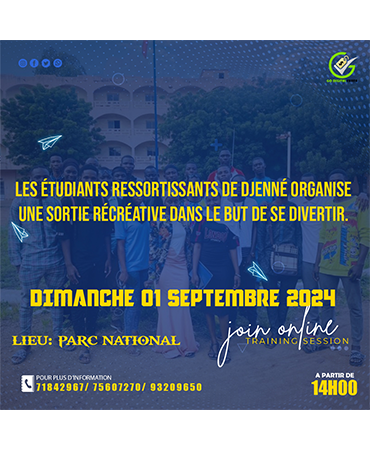 LES ÉTUDIANTS RESSORTISSANTS DE DJENNÉ ORGANISE
UNE SORTIE RÉCRÉATIVE DANS LE BUT DE SE DIVERTIR.
DIMANCHE 01 SEPTEMBRE 2024
LIEU: PARC NATIONAL
join online
TRAINING SESSION
POUR PLUS D'INFORMATION
71842967/ 75607270/ 93209650
A PARTIR DE
14H00